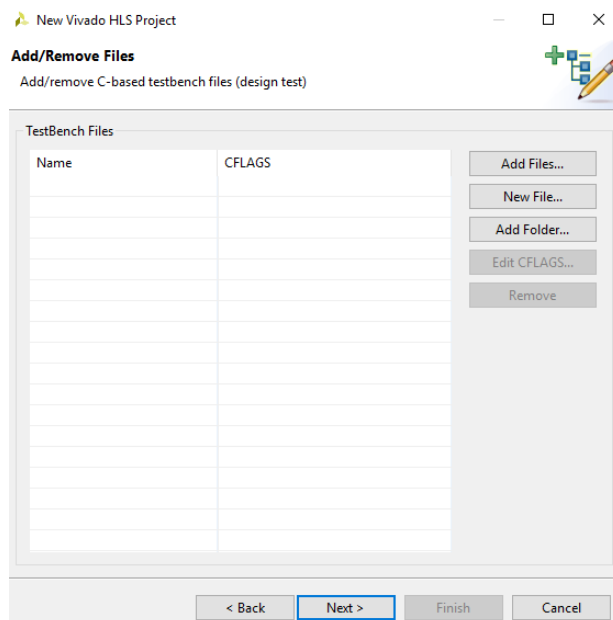 New Vivado HLS Project
Add/Remove Files
Add/remove C-based testbench files (design test)
TestBench Files
Name CFLAGS
Add Files...
New File...
Add Folder...
Edit CFLAGS...
Remove
< Back Next > Finish Cancel